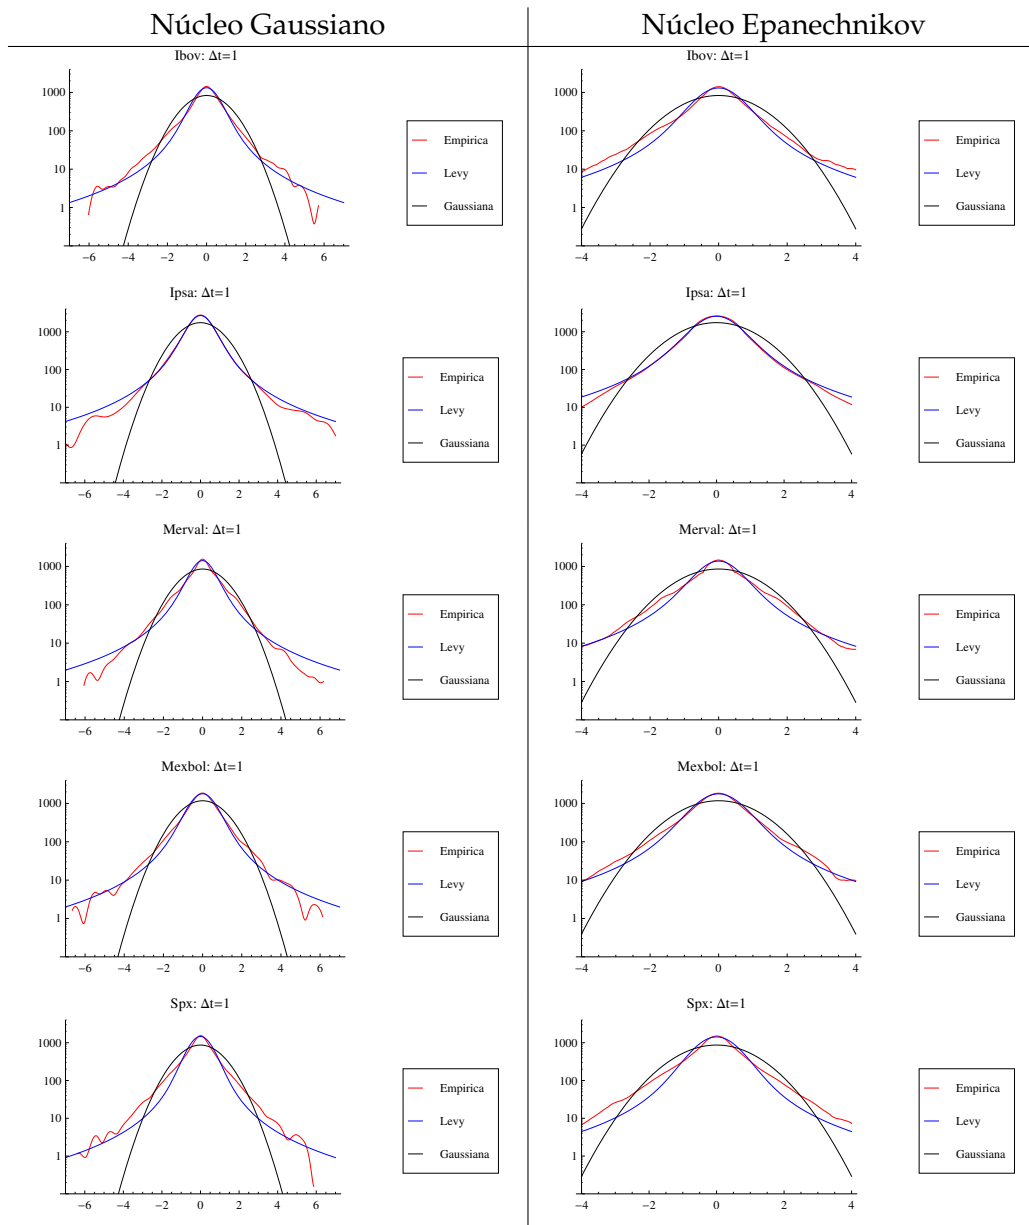 Núcleo Gaussiano
Núcleo Epanechnikov
Ibov: Δt=1
1000
100
10
1
−6 −4 −2 0 2 4 6
Empirica
Levy
Gaussiana
Ibov: Δt=1
1000
100
10
1
−4 −2 0 2 4
Empirica
Levy
Gaussiana
Ipsa: Δt=1
1000
100
10
1
−6 −4 −2 0 2 4 6
Empirica
Levy
Gaussiana
Ipsa: Δt=1
1000
100
10
1
−4 −2 0 2 4
Empirica
Levy
Gaussiana
Merval: Δt=1
1000
100
10
1
−6 −4 −2 0 2 4 6
Empirica
Levy
Gaussiana
Merval: Δt=1
1000
100
10
1
−4 −2 0 2 4
Empirica
Levy
Gaussiana
Mexbol: Δt=1
1000
100
10
1
−6 −4 −2 0 2 4 6
Empirica
Levy
Gaussiana
Mexbol: Δt=1
1000
100
10
1
−4 −2 0 2 4
Empirica
Levy
Gaussiana
Spx: Δt=1
1000
100
10
1
−6 −4 −2 0 2 4 6
Empirica
Levy
Gaussiana
Spx: Δt=1
1000
100
10
1
−4 −2 0 2 4
Empirica
Levy
Gaussiana